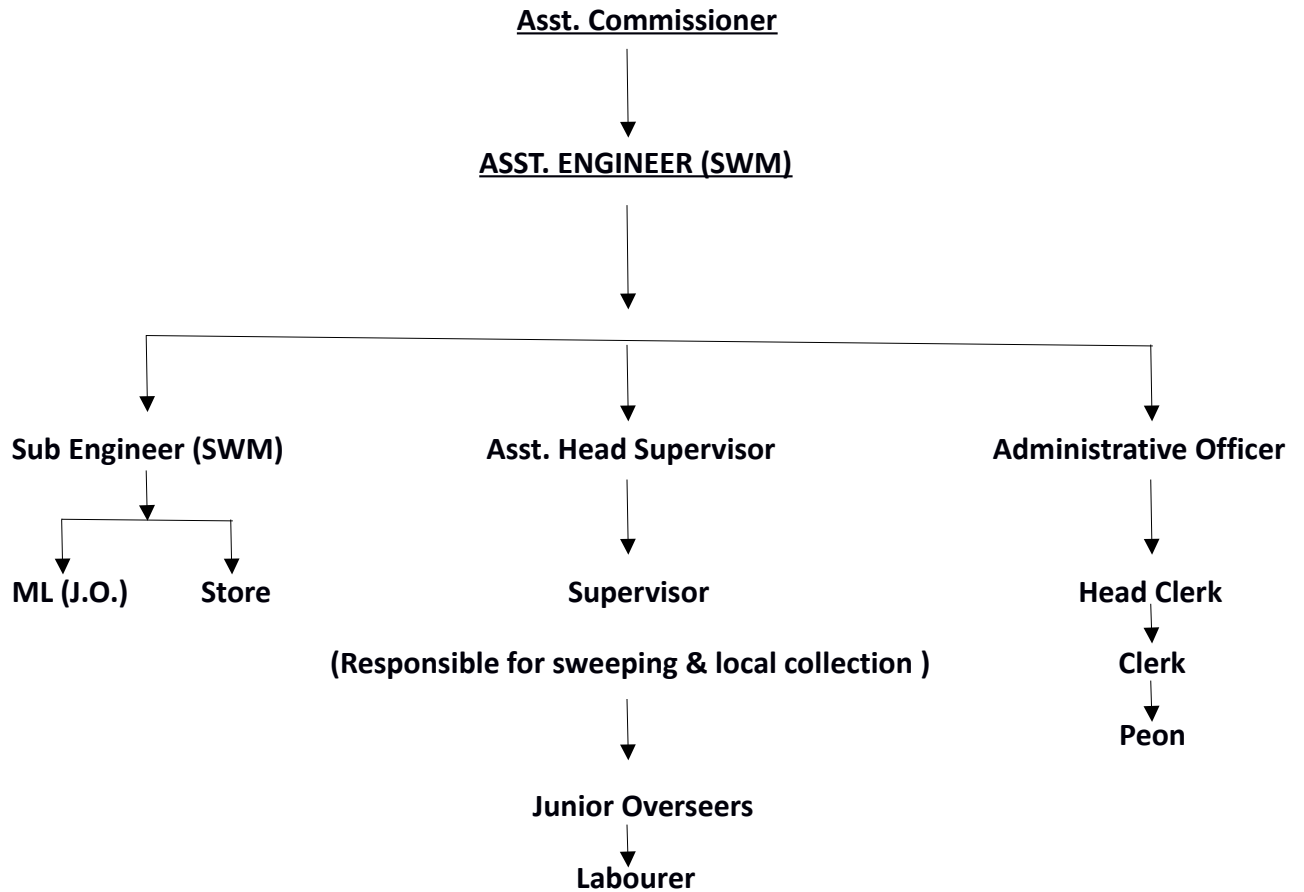 Asst. Commissioner
ASST. ENGINEER (SWM)
Sub Engineer (SWM) Asst. Head Supervisor Administrative Officer
ML (J.O.) Store Supervisor Head Clerk
(Responsible for sweeping & local collection ) Clerk
Peon
Junior Overseers
Labourer